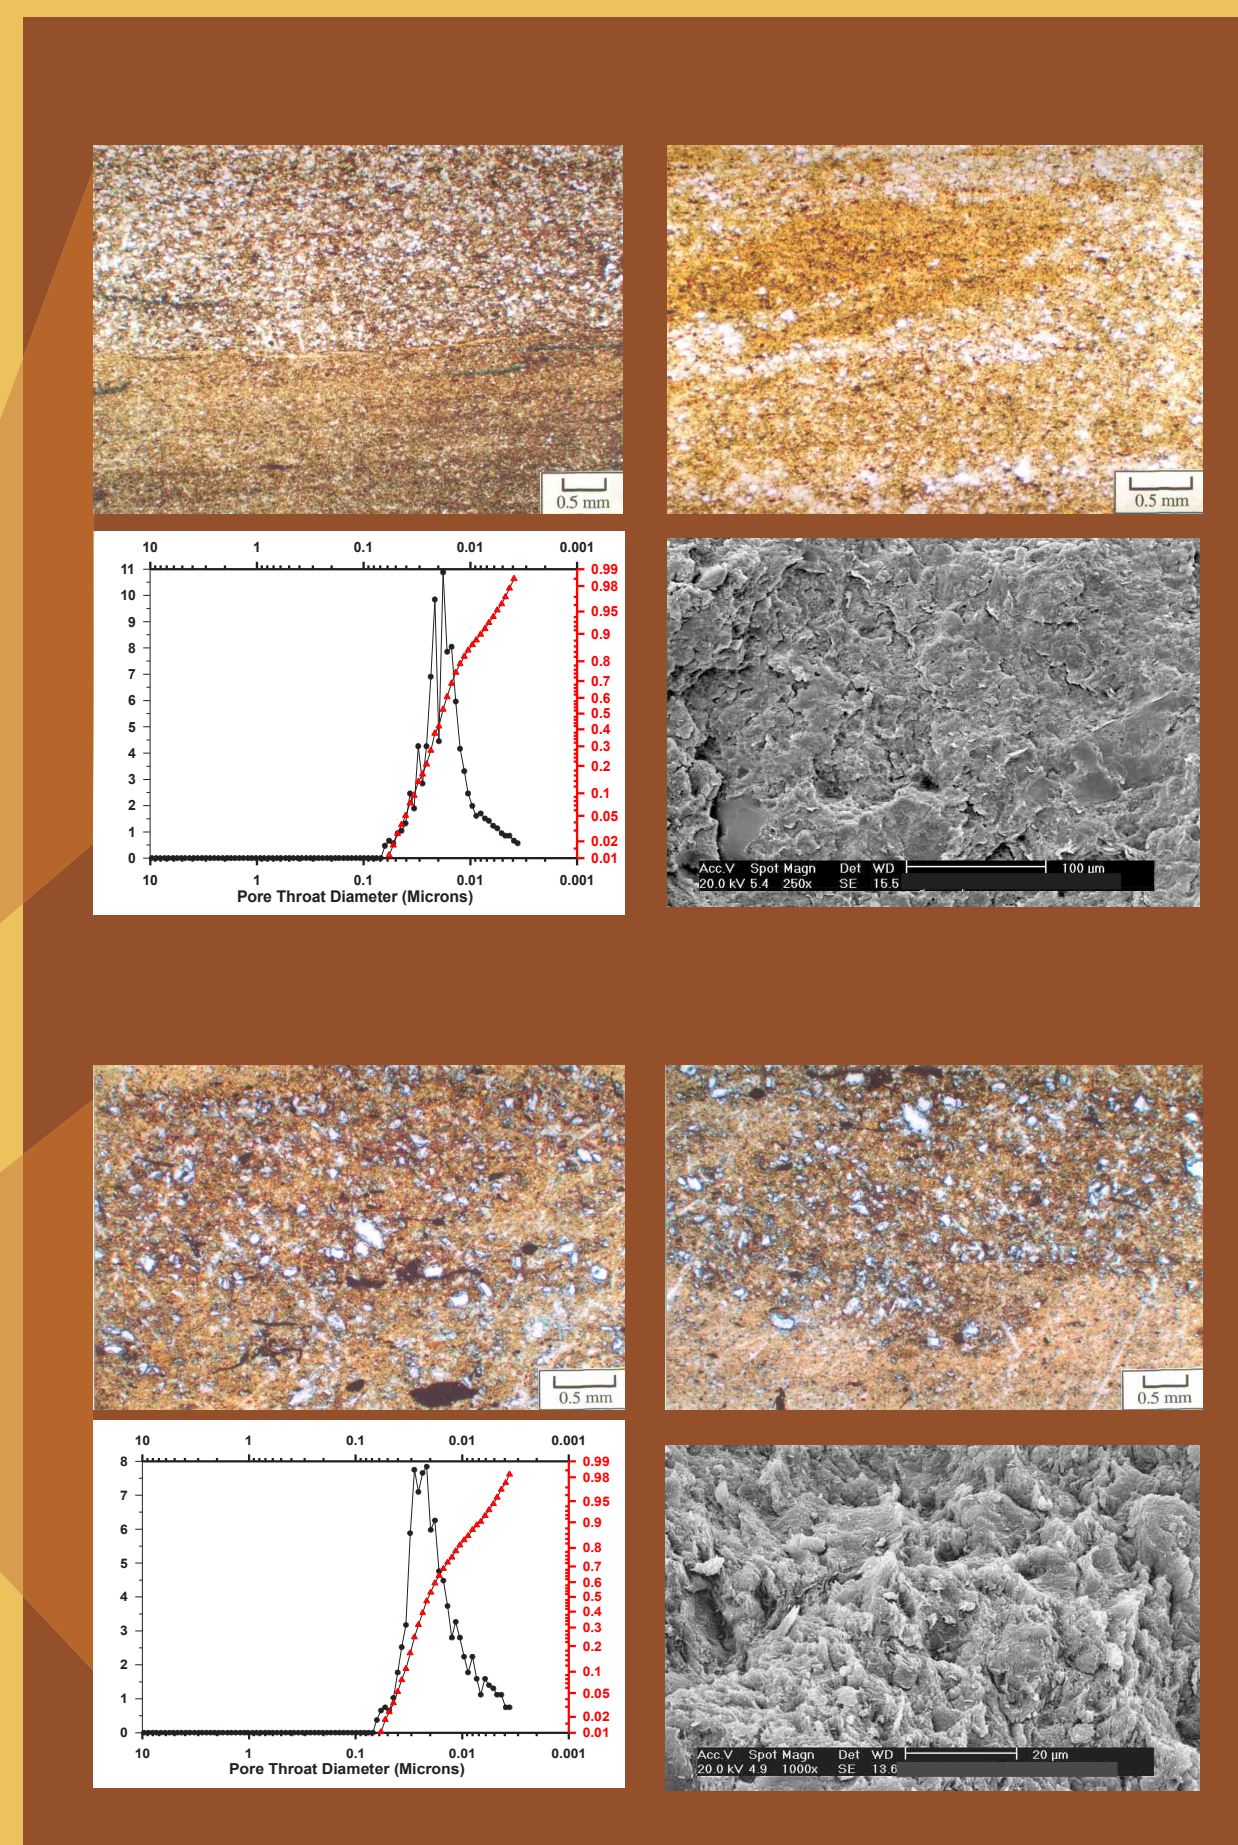 0.5 mm
0.5 mm
10 1 0.1 0.01 0.001
11 0.99
10 0.98
9 0.95
8 0.9
7 0.8
6 0.7
5 0.6
4 0.5
3 0.4
2 0.3
1 0.2
0 0.1
0.05
0.02
0.01
10 1 0.1 0.01 0.001
Pore Throat Diameter (Microns)
Acc.V Spot Magn Det WD 100 µm
20.0 kV 5.4 250x SE 15.5
0.5 mm
0.5 mm
10 1 0.1 0.01 0.001
8 0.99
7 0.98
6 0.95
5 0.9
4 0.8
3 0.7
2 0.6
1 0.5
0 0.4
0.3
0.2
0.1
0.05
0.02
0.01
10 1 0.1 0.01 0.001
Pore Throat Diameter (Microns)
Acc.V Spot Magn Det WD 20 µm
20.0 kV 4.9 1000x SE 13.6